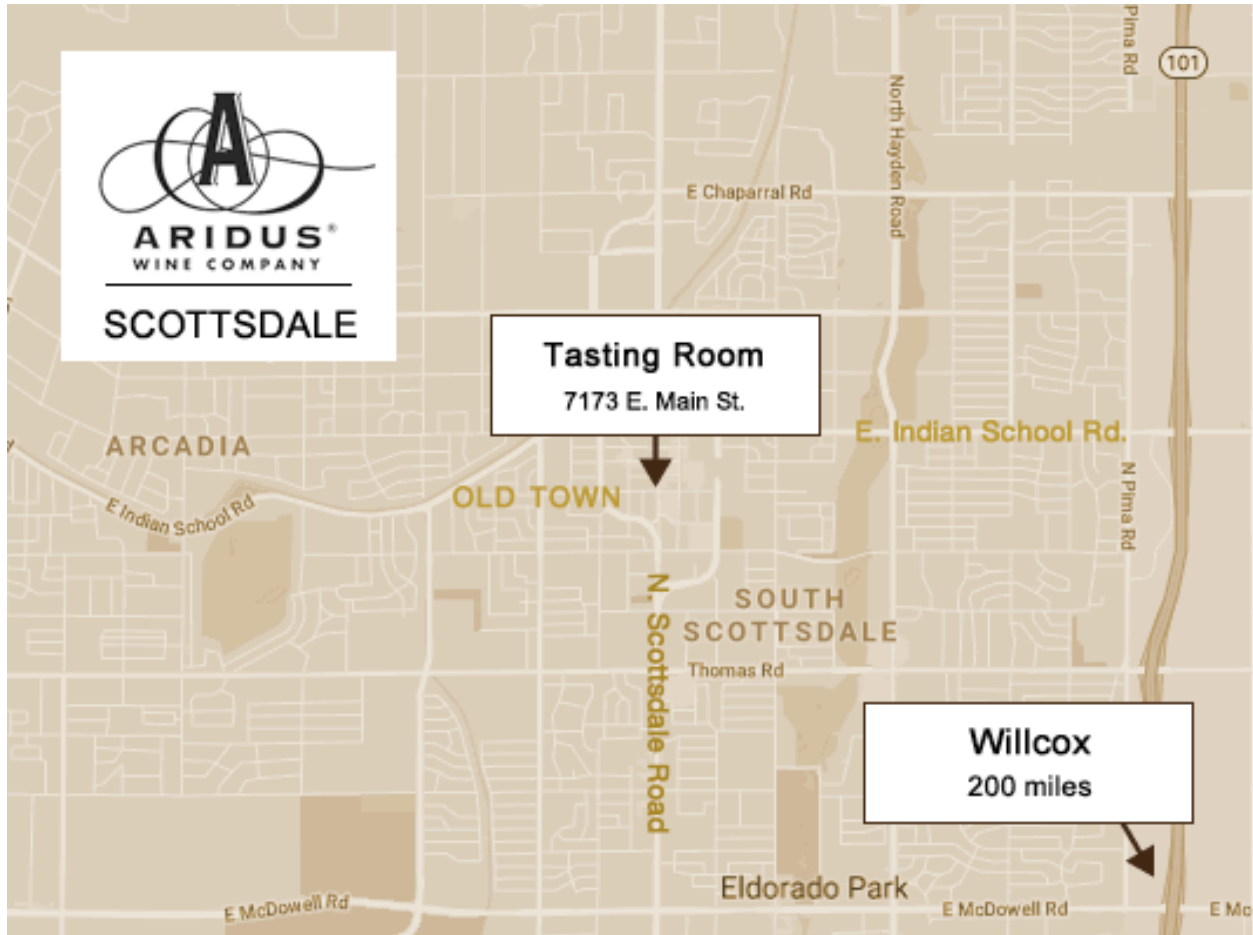 Pima Rd
101
North Hayden Road
A
ARIDUS®
WINE COMPANY
SCOTTSDALE
E Chaparral Rd
Tasting Room
7173 E. Main St.
E. Indian School Rd.
ARCADIA
OLD TOWN
E Indian School Rd
N Pima Rd
N. Scottsdale Road
SOUTH
SCOTTSDALE
Thomas Rd
Willcox
200 miles
Eldorado Park
E McDowell Rd
E McDowell Rd
E Mc